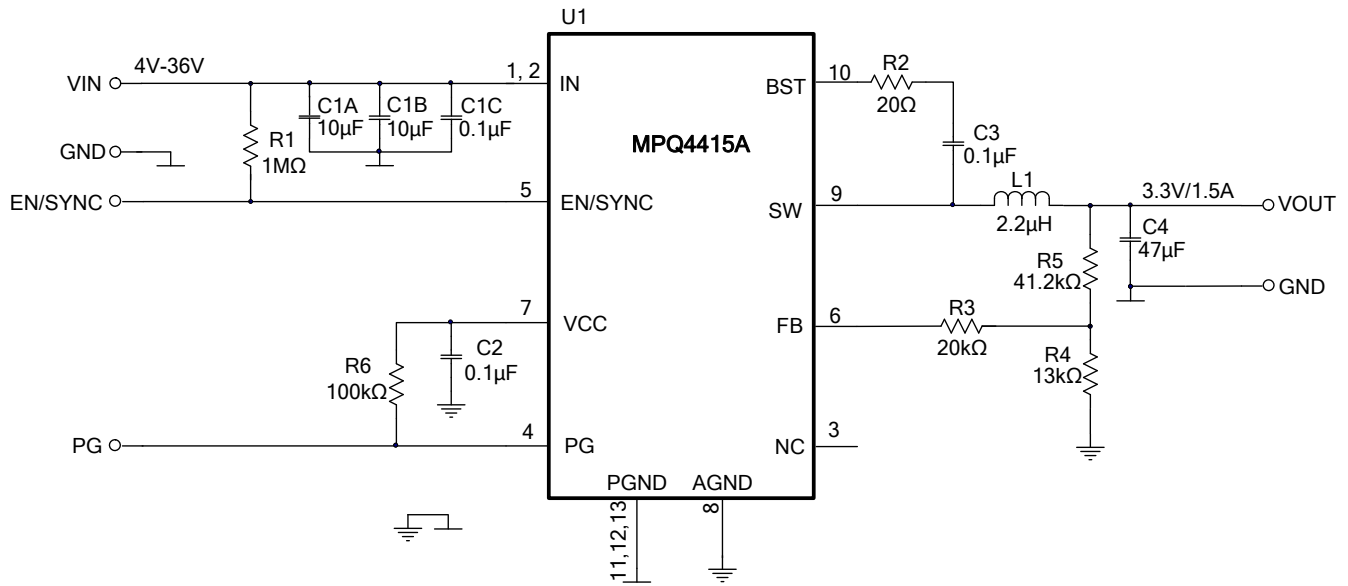 U1
VIN
4V-36V
1, 2
IN
C1A
10µF
C1B
10µF
C1C
0.1µF
GND
R1
1MΩ
EN/SYNC
5
EN/SYNC
MPQ4415A
BST
10
R2
20Ω
C3
0.1µF
SW
9
L1
2.2µH
3.3V/1.5A
VOUT
C4
47µF
R5
41.2kΩ
GND
7
VCC
C2
0.1µF
R6
100kΩ
FB
6
R3
20kΩ
R4
13kΩ
PG
4
PG
NC
3
PGND
AGND
11,12,13
8